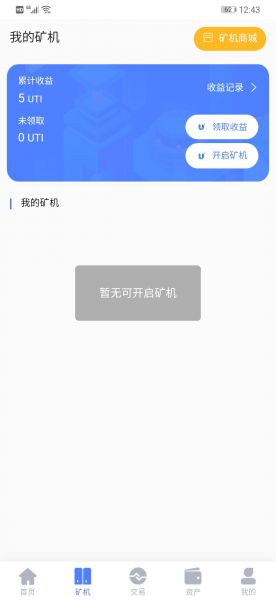 HD 4G 62 12:43
我的矿机
矿机商城
累计收益
5 UTI
收益记录
未领取
0 UTI
领取收益
开启矿机
我的矿机
暂无可开启矿机
首页 矿机 交易 资产 我的